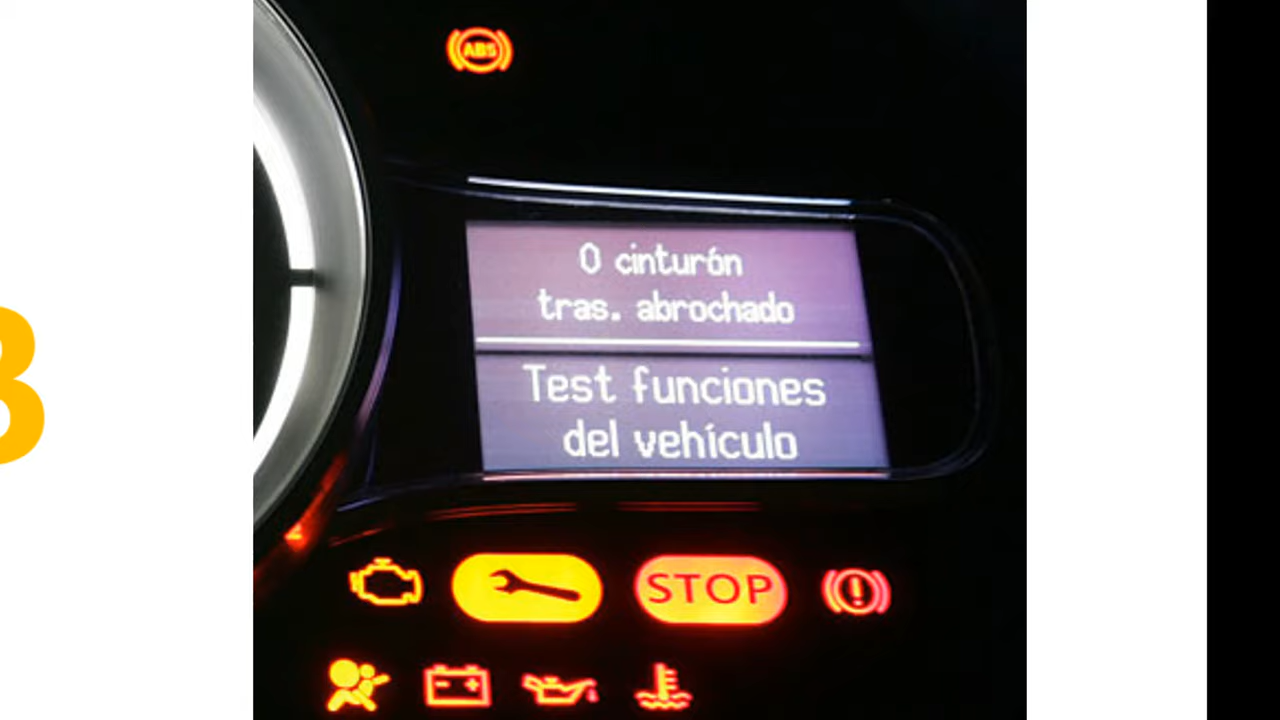 ABS
0 cinturón
tras. abrochado
Test funciones
del vehículo
STOP